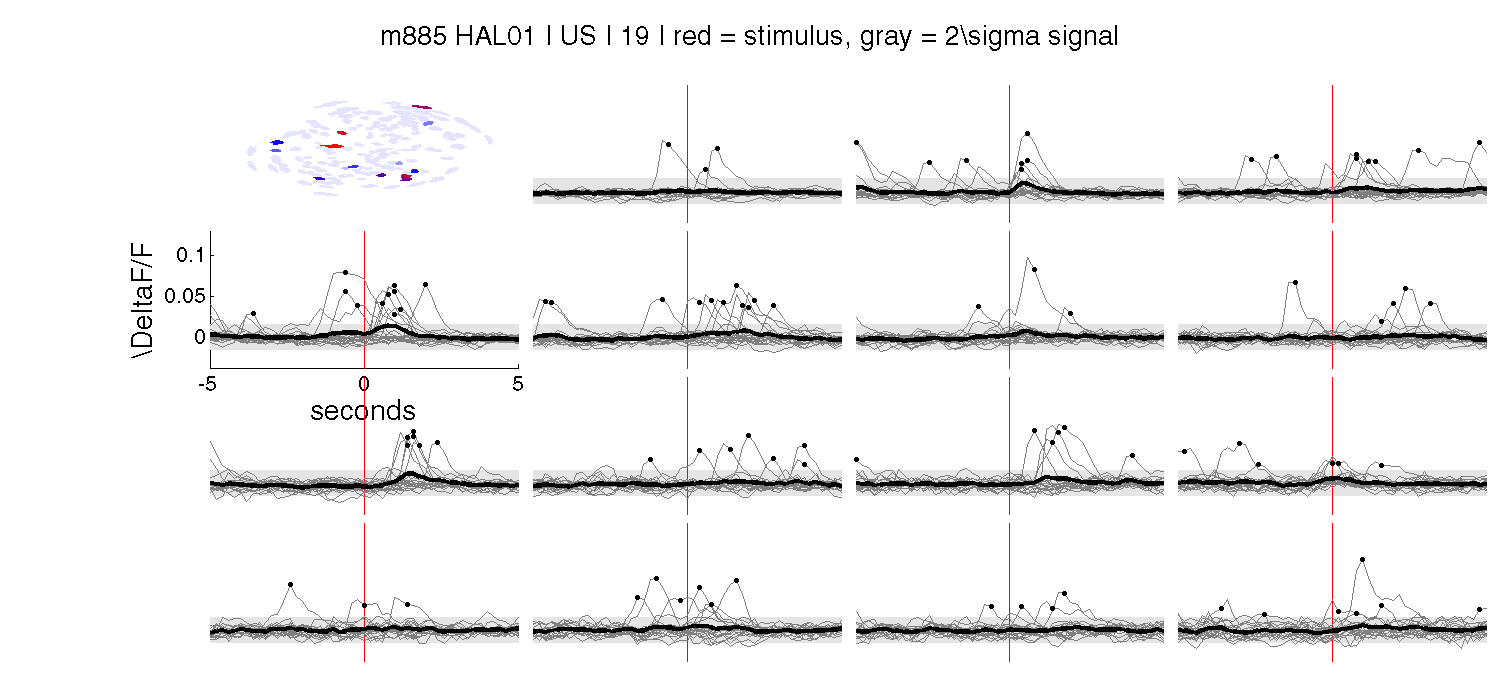 m885 HAL01 | US | 19 | red = stimulus, gray = 2\sigma signal
\DeltaF/F
0.1
0.05
0
-5 0 5
seconds